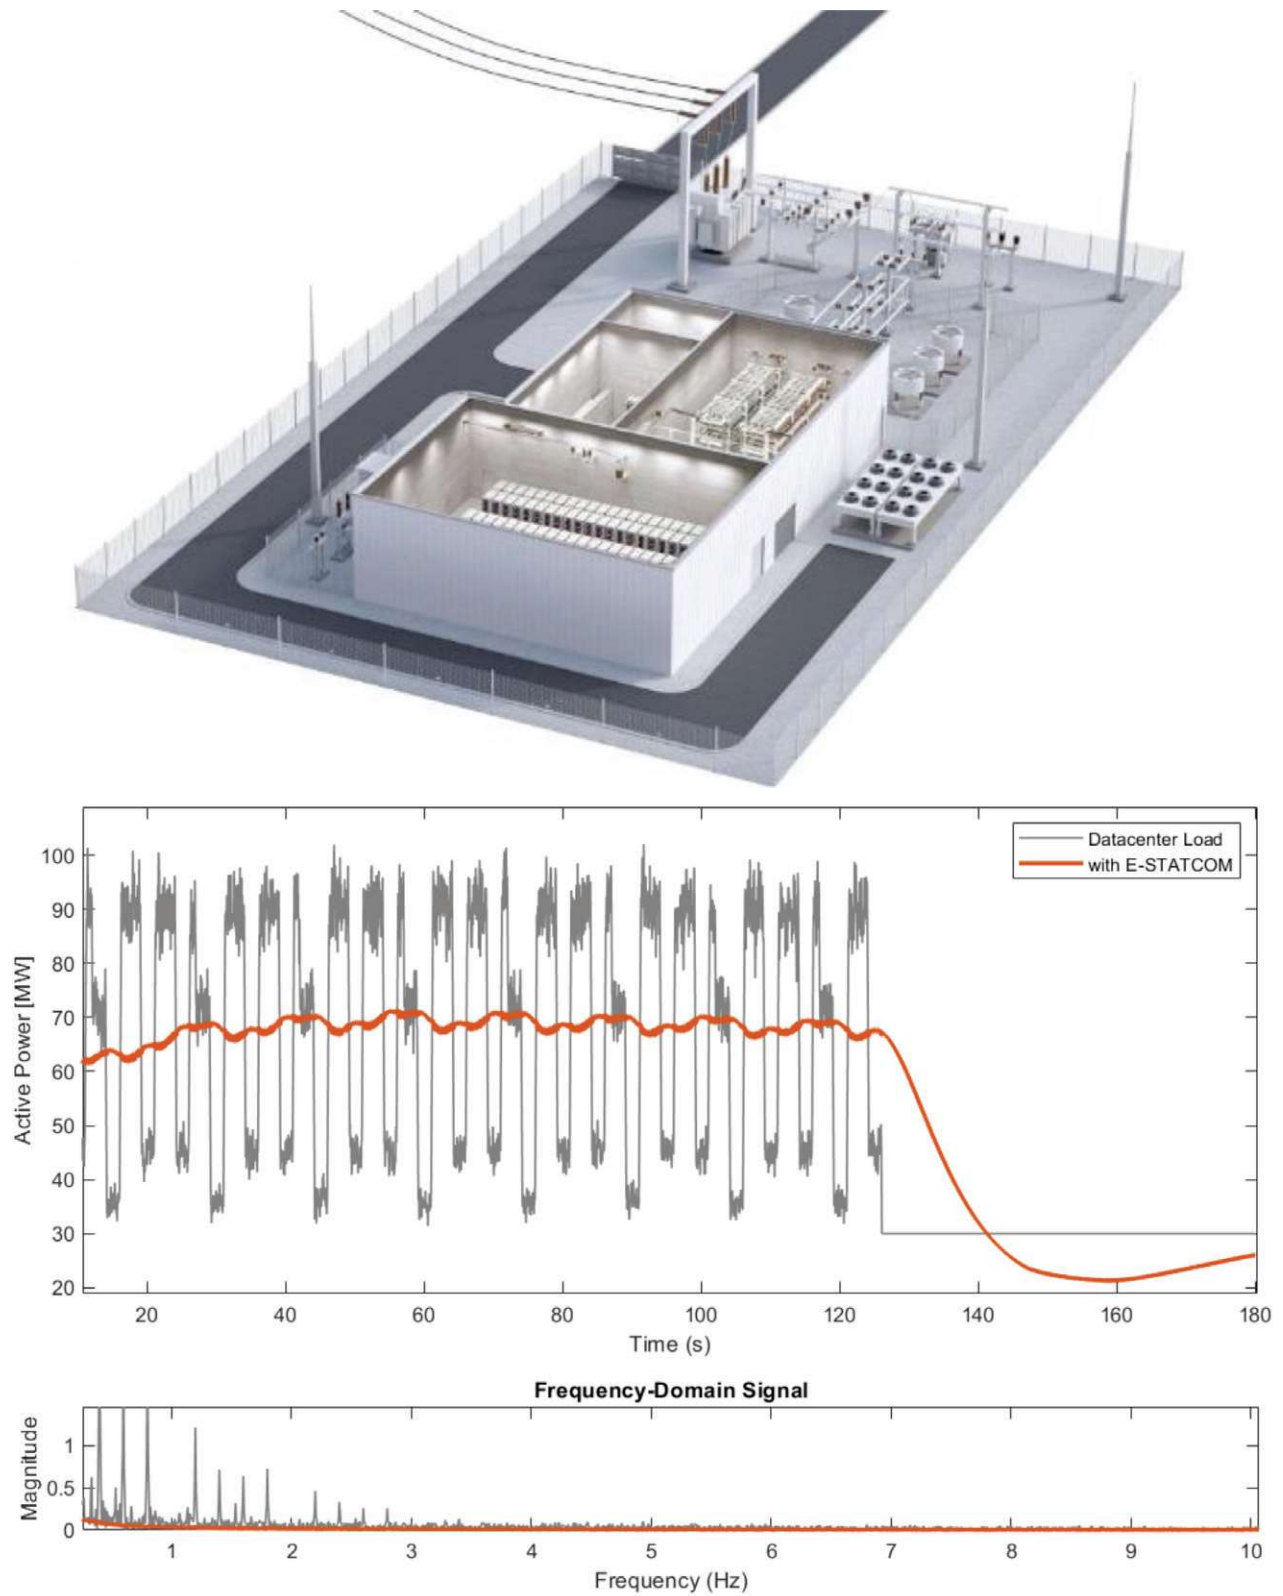 100
90
80
70
60
50
40
30
20
Active Power [MW]
Datacenter Load
with E-STATCOM
20 40 60 80 100 120 140 160 180
Time (s)
Frequency-Domain Signal
1
0.5
0
Magnitude
1 2 3 4 5 6 7 8 9 10
Frequency (Hz)